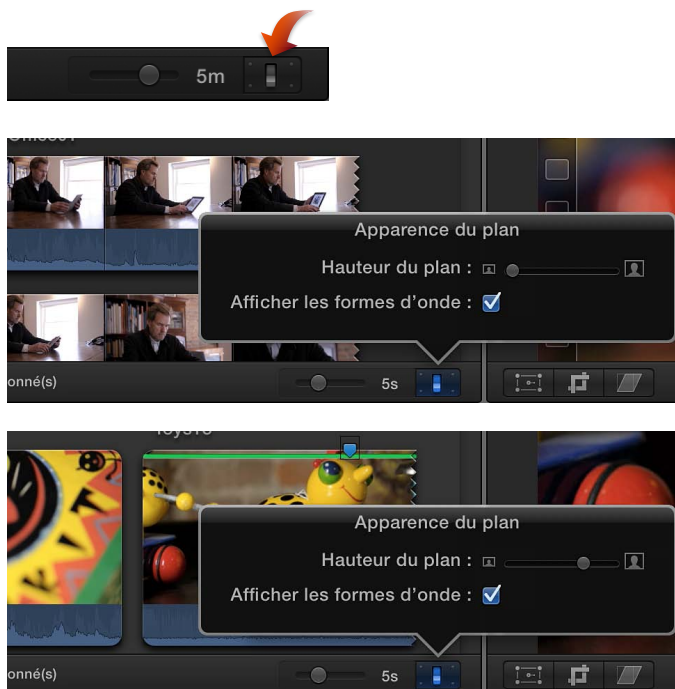 5m
Apparence du plan
Hauteur du plan :
Afficher les formes d'onde :
onné(s)
5s
Apparence du plan
Hauteur du plan :
Afficher les formes d'onde :
KIT
onné(s)
5s